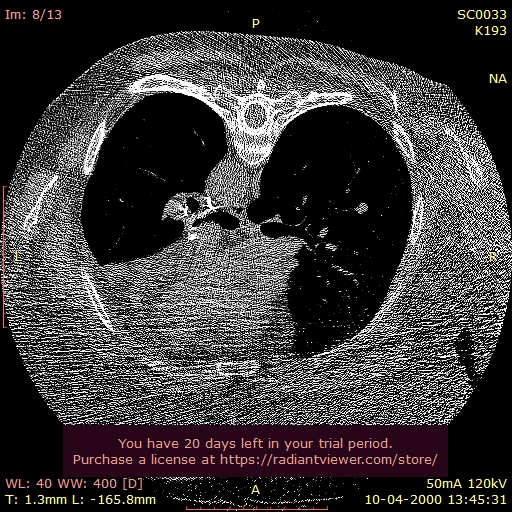 Im: 8/13
P
SC0033
K193
NA
L
R
You have 20 days left in your trial period.
Purchase a license at https://radiantviewer.com/store/
WL: 40 WW: 400 [D]
T: 1.3mm L: -165.8mm
A
50mA 120kV
10-04-2000 13:45:31